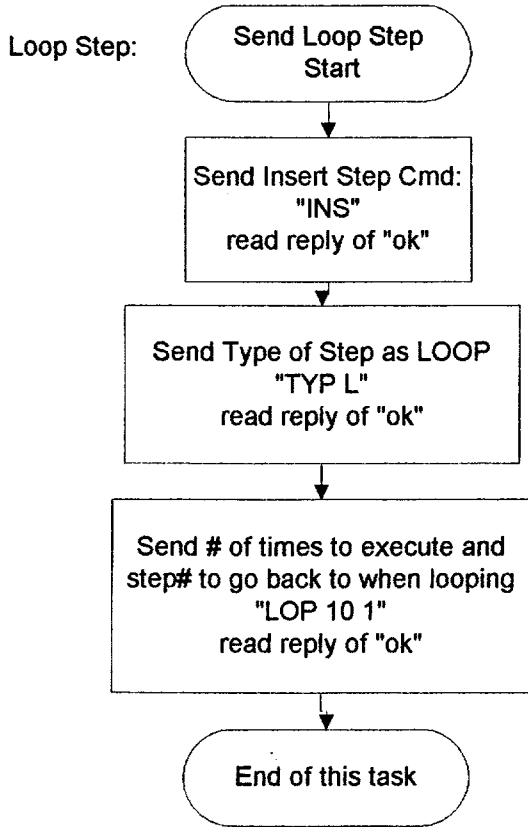 Loop Step:
Send Loop Step
Start
Send Insert Step Cmd:
"INS"
read reply of "ok"
Send Type of Step as LOOP
"TYP L"
read reply of "ok"
Send # of times to execute and
step# to go back to when looping
"LOP 10 1"
read reply of "ok"
End of this task